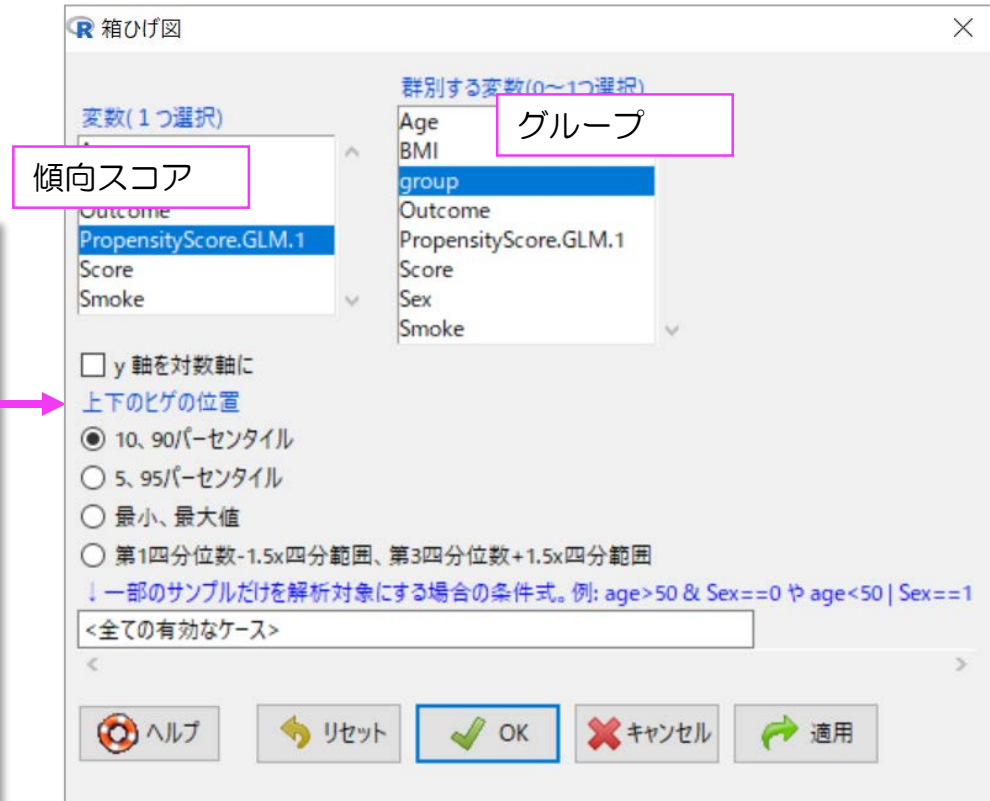 箱ひげ図
変数(1つ選択)
傾向スコア
Outcome
PropensityScore.GLM.1
Score
Smoke
群別する変数(0～1つ選択)
グループ
Age
BMI
group
Outcome
PropensityScore.GLM.1
Score
Sex
Smoke
y 軸を対数軸に
上下のヒゲの位置
10、90パーセンタイル
5、95パーセンタイル
最小、最大値
第1四分位数-1.5x四分範囲、第3四分位数+1.5x四分範囲
↓一部のサンプルだけを解析対象にする場合の条件式。例: age>50 & Sex==0 や age<50 | Sex==1
<全ての有効なケース>
ヘルプ
リセット
OK
キャンセル
適用